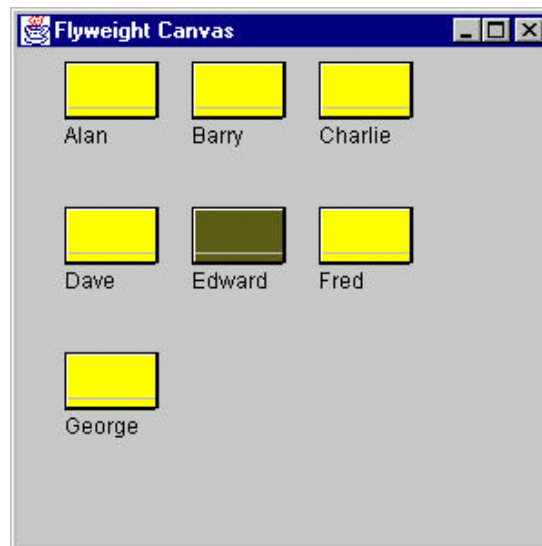 Flyweight Canvas
Alan Barry Charlie
Dave Edward Fred
George